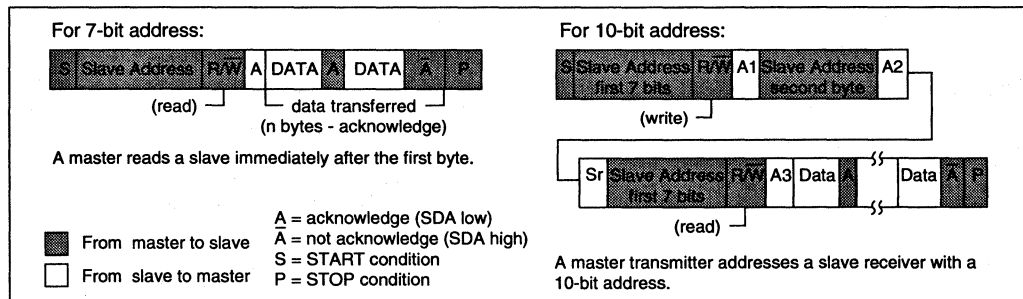 For 7-bit address:
S Slave Address R/W̅ A DATA A DATA A̅ P
(read) data transferred
(n bytes - acknowledge)
A master reads a slave immediately after the first byte.
From master to slave
From slave to master
A = acknowledge (SDA low)
A̅ = not acknowledge (SDA high)
S = START condition
P = STOP condition
For 10-bit address:
S Slave Address first 7 bits R/W̅ A1 Slave Address second byte A2
(write)
Sr Slave Address first 7 bits R/W̅ A3 Data A Data A̅ P
(read)
A master transmitter addresses a slave receiver with a
10-bit address.